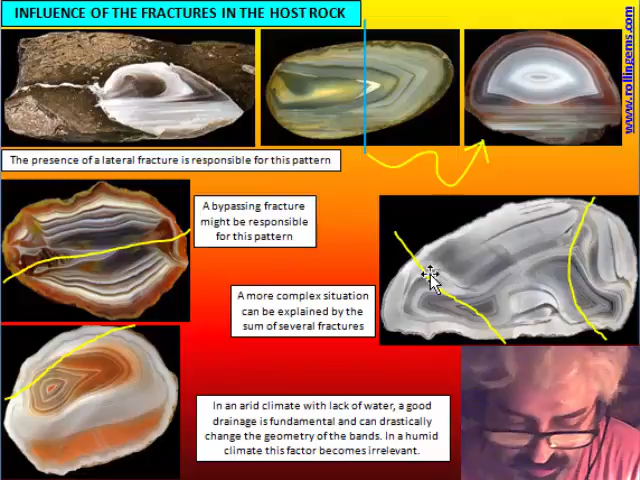 INFLUENCE OF THE FRACTURES IN THE HOST ROCK
www.rollingems.com
The presence of a lateral fracture is responsible for this pattern
A bypassing fracture
might be responsible
for this pattern
A more complex situation
can be explained by the
sum of several fractures
In an arid climate with lack of water, a good
drainage is fundamental and can drastically
change the geometry of the bands. In a humid
climate this factor becomes irrelevant.